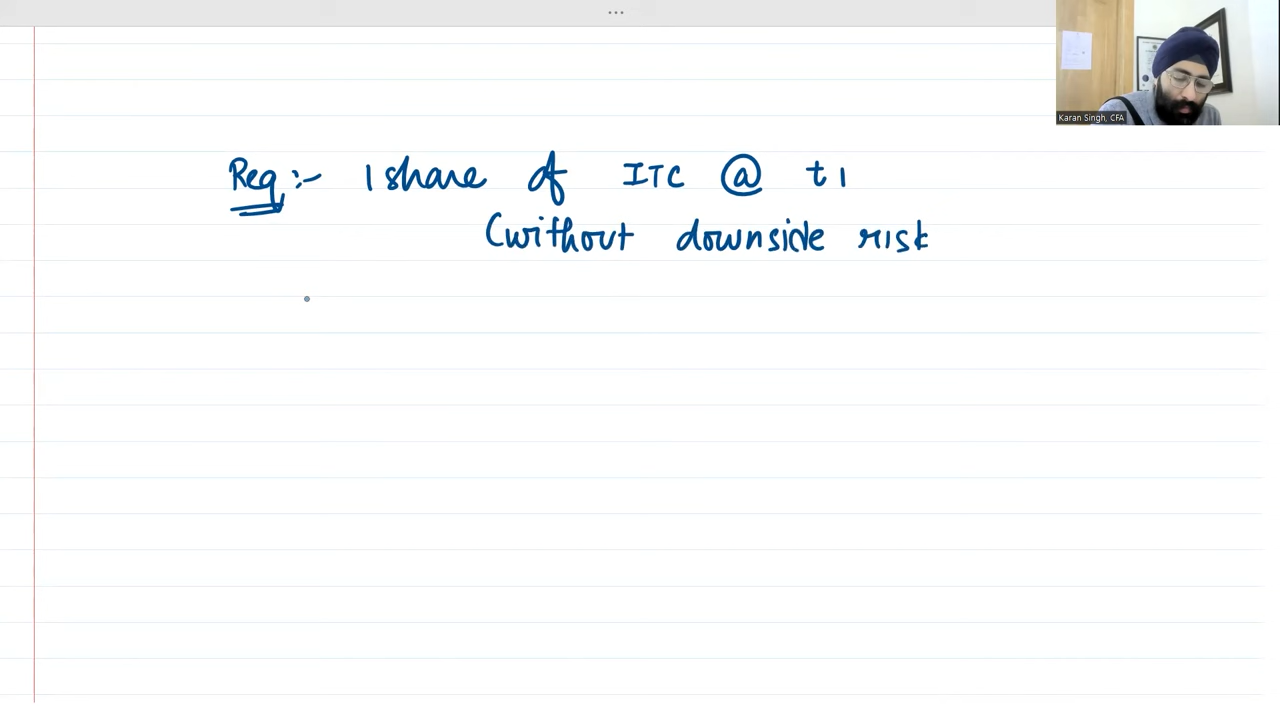 Req :- 1 share of ITC @ t1
(without downside risk
Karan Singh, CFA